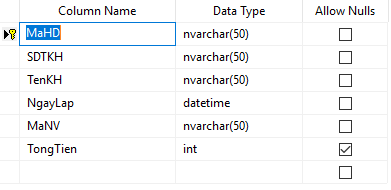 Column Name Data Type Allow Nulls
MaHD nvarchar(50)
SDTKH nvarchar(50)
TenKH nvarchar(50)
NgayLap datetime
MaNV nvarchar(50)
TongTien int